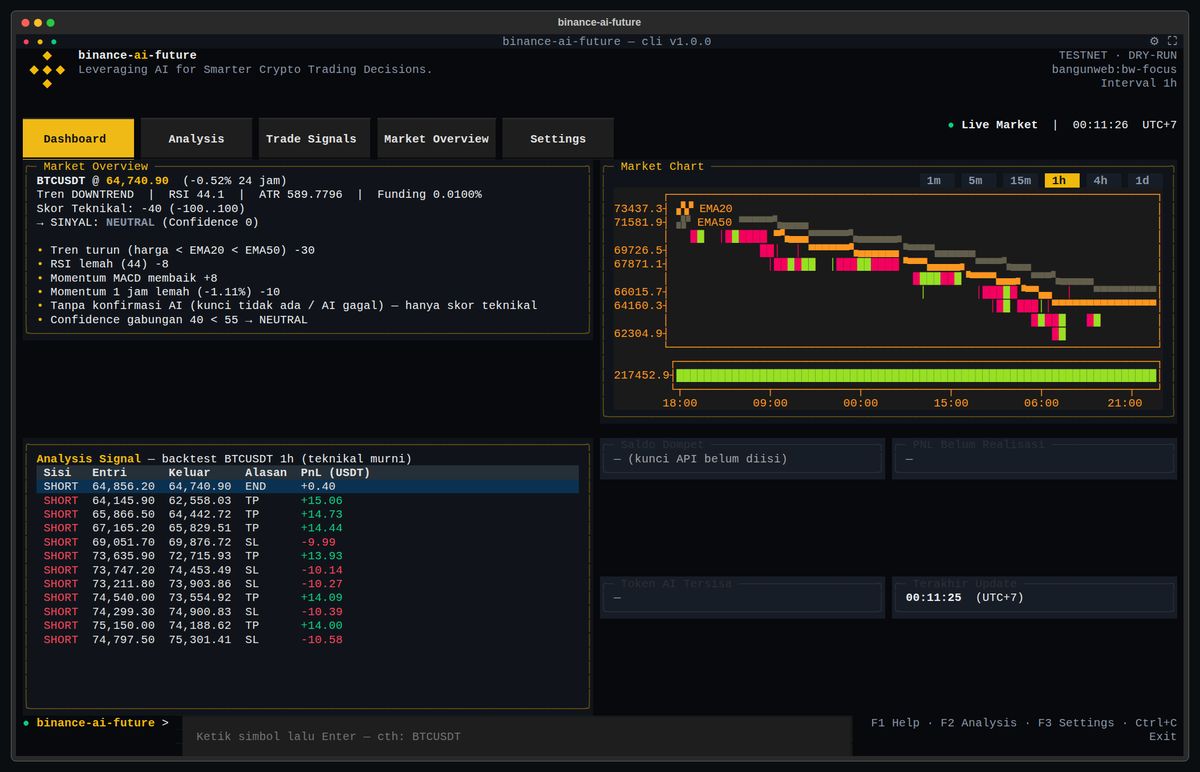 binance-ai-future
binance-ai-future — cli v1.0.0
binance-ai-future
Leveraging AI for Smarter Crypto Trading Decisions.
TESTNET · DRY-RUN
bangunweb:bw-focus
Interval 1h
Dashboard
Analysis
Trade Signals
Market Overview
Settings
● Live Market | 00:11:26 UTC+7
Market Overview
BTCUSDT @ 64,740.90 (-0.52% 24 jam)
Tren DOWNTREND | RSI 44.1 | ATR 589.7796 | Funding 0.0100%
Skor Teknikal: -40 (-100..100)
→ SINYAL: NEUTRAL (Confidence 0)
• Tren turun (harga < EMA20 < EMA50) -30
• RSI lemah (44) -8
• Momentum MACD membaik +8
• Momentum 1 jam lemah (-1.11%) -10
• Tanpa konfirmasi AI (kunci tidak ada / AI gagal) — hanya skor teknikal
• Confidence gabungan 40 < 55 → NEUTRAL
Market Chart
1m 5m 15m 1h 4h 1d
73437.3
EMA20
71581.9
EMA50
69726.5
67871.1
66015.7
64160.3
62304.9
217452.9
18:00 09:00 00:00 15:00 06:00 21:00
Analysis Signal — backtest BTCUSDT 1h (teknikal murni)
Sisi Entri Keluar Alasan PnL (USDT)
SHORT 64,856.20 64,740.90 END +0.40
SHORT 64,145.90 62,558.03 TP +15.06
SHORT 65,866.50 64,442.72 TP +14.73
SHORT 67,165.20 65,829.51 TP +14.44
SHORT 69,051.70 69,876.72 SL -9.99
SHORT 73,635.90 72,715.93 TP +13.93
SHORT 73,747.20 74,453.49 SL -10.14
SHORT 73,211.80 73,903.86 SL -10.27
SHORT 74,540.00 73,554.92 TP +14.09
SHORT 74,299.30 74,900.83 SL -10.39
SHORT 75,150.00 74,188.62 TP +14.00
SHORT 74,797.50 75,301.41 SL -10.58
Saldo Dompet
— (kunci API belum diisi)
PNL Belum Realisasi
—
Token AI Tersisa
—
Terakhir Update
00:11:25 (UTC+7)
● binance-ai-future >
Ketik simbol lalu Enter — cth: BTCUSDT
F1 Help · F2 Analysis · F3 Settings · Ctrl+C
Exit